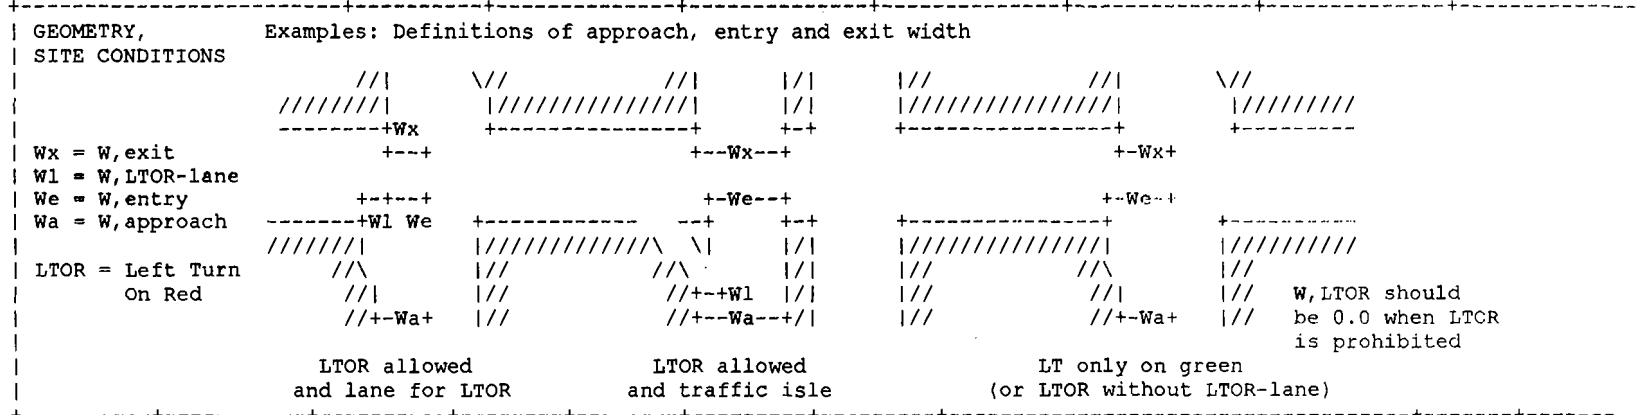 GEOMETRY, Examples: Definitions of approach, entry and exit width
SITE CONDITIONS
Wx
Wx = W,exit Wx Wx
Wl = W,LTOR-lane
We = W,entry We We
Wa = W,approach Wl We
LTOR = Left Turn
On Red Wl W,LTOR should
Wa Wa Wa be 0.0 when LTOR
is prohibited
LTOR allowed LTOR allowed LT only on green
and lane for LTOR and traffic isle (or LTOR without LTOR-lane)